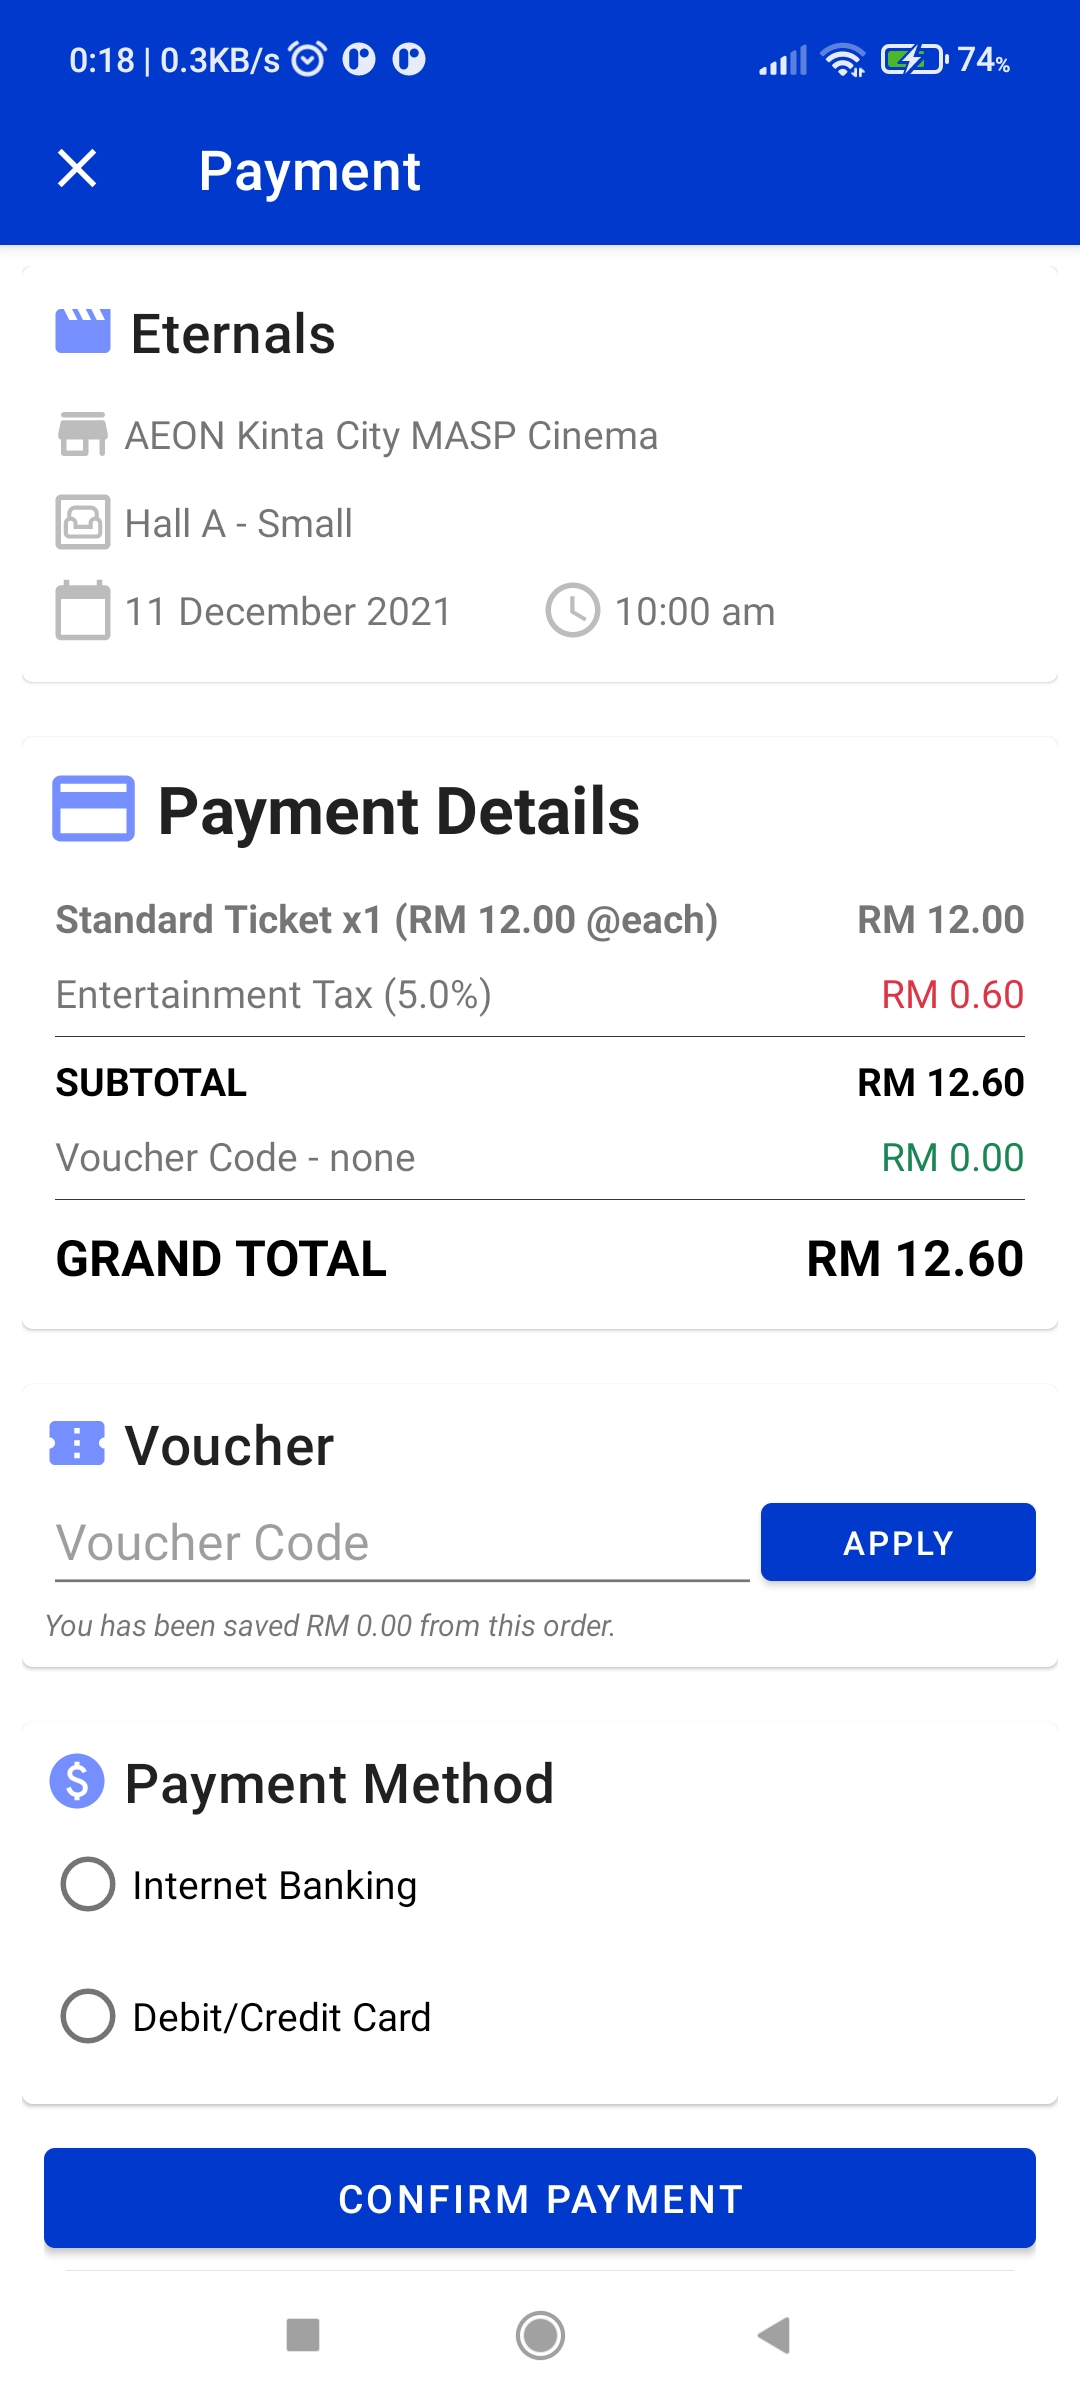 0:18 | 0.3KB/s 74%
Payment
Eternals
AEON Kinta City MASP Cinema
Hall A - Small
11 December 2021 10:00 am
Payment Details
Standard Ticket x1 (RM 12.00 @each) RM 12.00
Entertainment Tax (5.0%) RM 0.60
SUBTOTAL RM 12.60
Voucher Code - none RM 0.00
GRAND TOTAL RM 12.60
Voucher
Voucher Code APPLY
You has been saved RM 0.00 from this order.
Payment Method
Internet Banking
Debit/Credit Card
CONFIRM PAYMENT